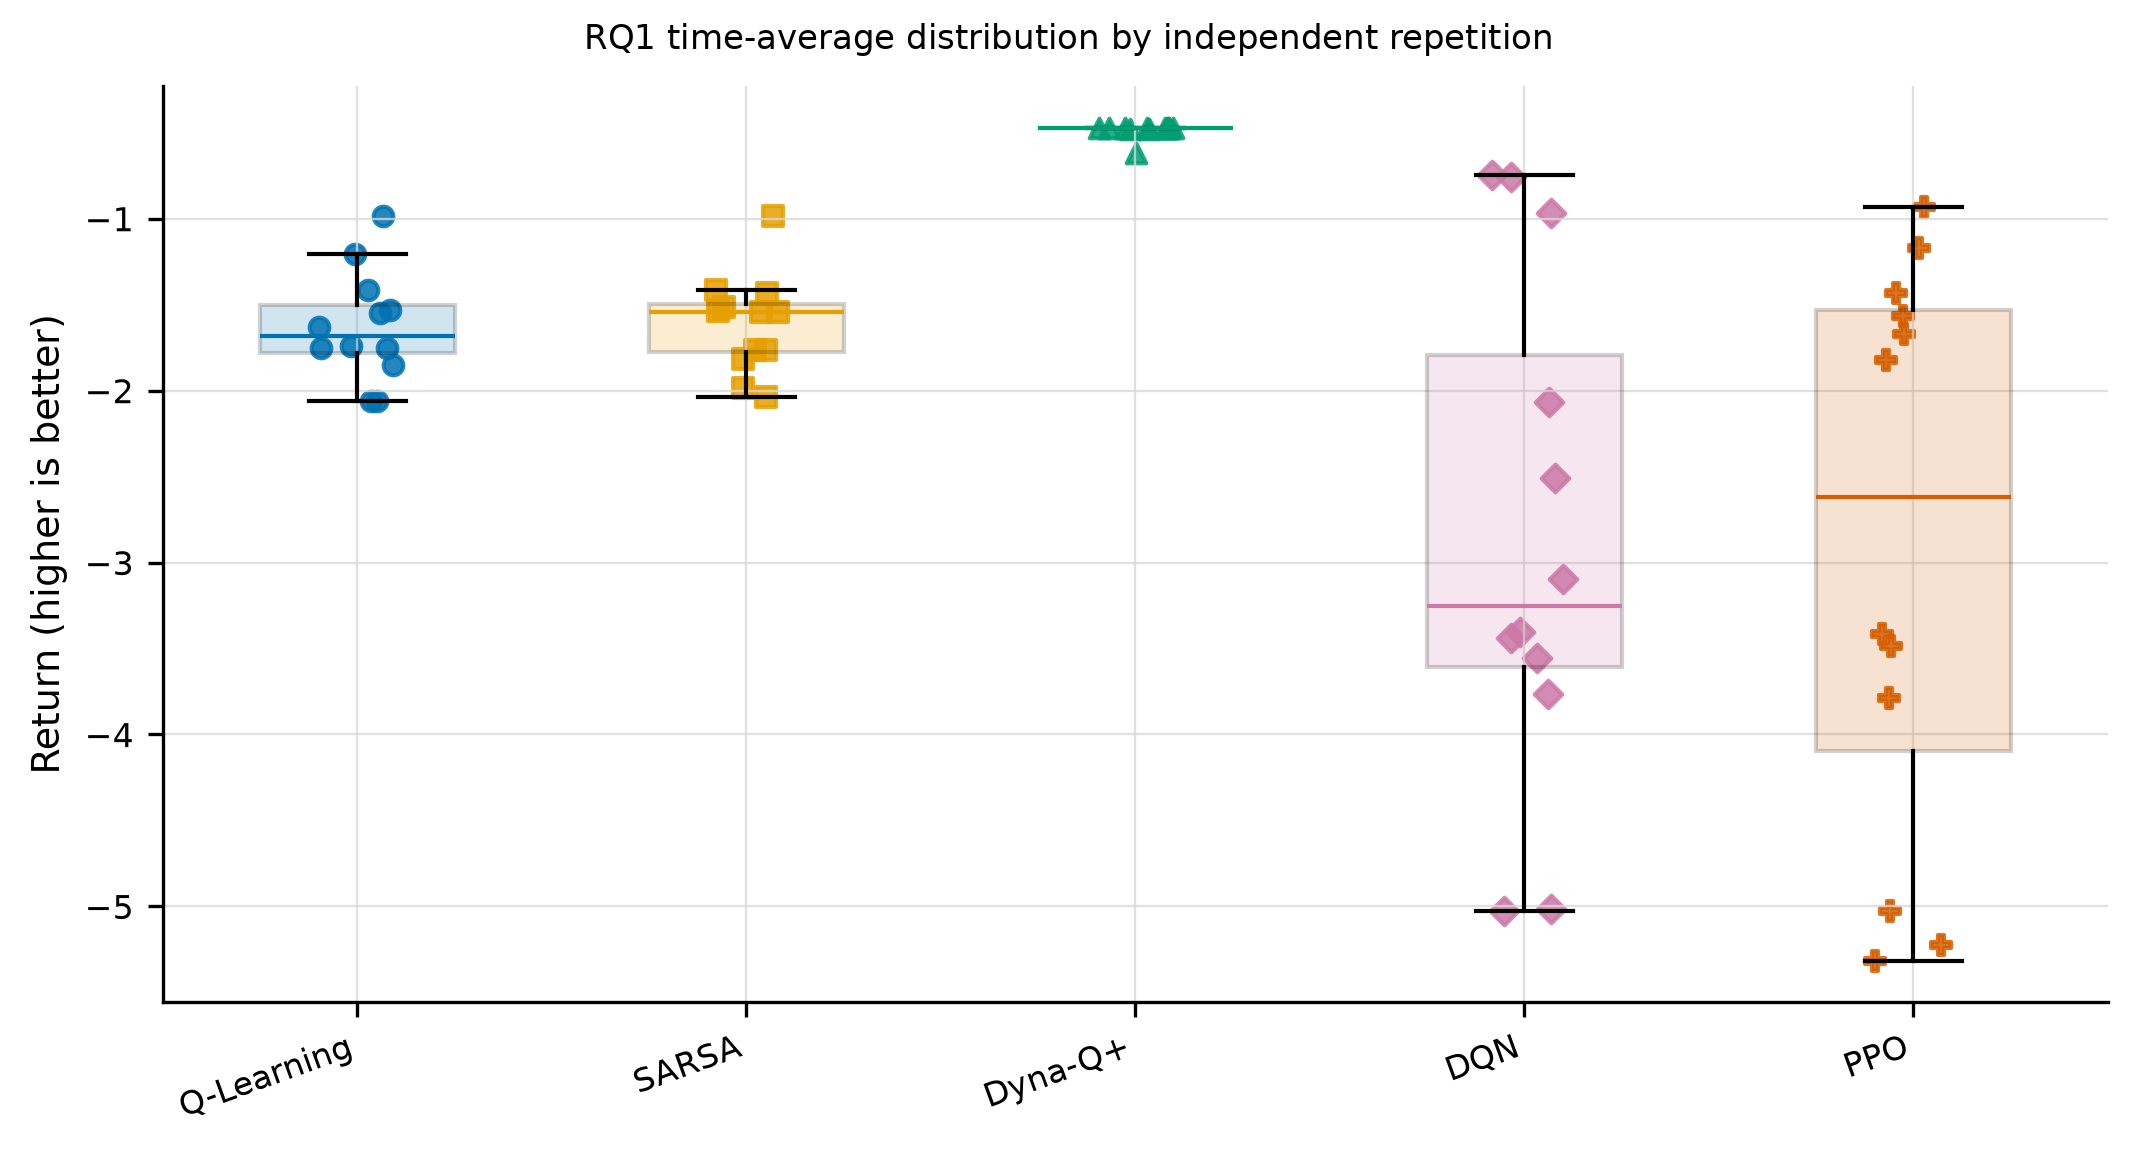 RQ1 time-average distribution by independent repetition
Return (higher is better)
−1
−2
−3
−4
−5
Q-Learning
SARSA
Dyna-Q+
DQN
PPO